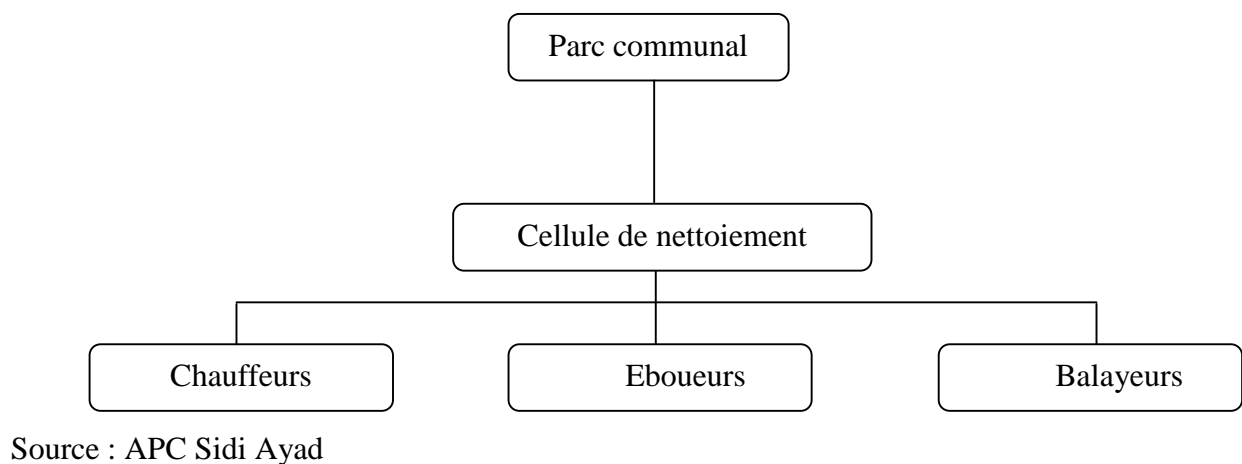 Parc communal
Cellule de nettoiement
Chauffeurs
Eboueurs
Balayeurs
Source : APC Sidi Ayad